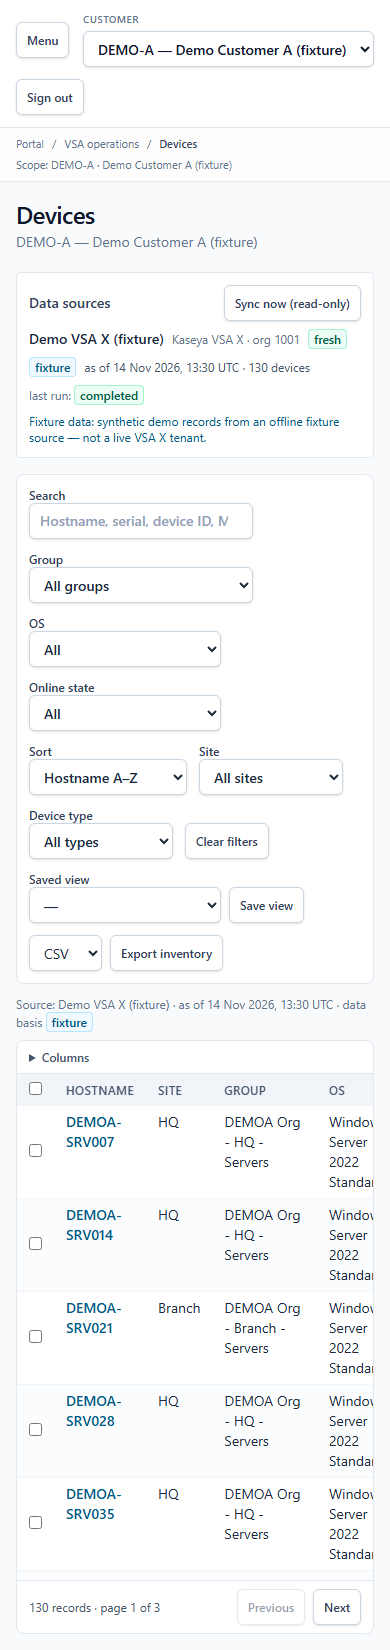 Menu
CUSTOMER
DEMO-A — Demo Customer A (fixture)
Sign out
Portal / VSA operations / Devices
Scope: DEMO-A · Demo Customer A (fixture)
Devices
DEMO-A — Demo Customer A (fixture)
Data sources
Sync now (read-only)
Demo VSA X (fixture) Kaseya VSA X · org 1001 fresh
fixture as of 14 Nov 2026, 13:30 UTC · 130 devices
last run: completed
Fixture data: synthetic demo records from an offline fixture
source — not a live VSA X tenant.
Search
Hostname, serial, device ID, M
Group
All groups
OS
All
Online state
All
Sort Site
Hostname A–Z All sites
Device type
All types Clear filters
Saved view
— Save view
CSV Export inventory
Source: Demo VSA X (fixture) · as of 14 Nov 2026, 13:30 UTC · data
basis fixture
▶ Columns
HOSTNAME SITE GROUP OS
DEMOA- HQ DEMOA Org Window
SRV007 - HQ - Server
Servers 2022
Standar
DEMOA- HQ DEMOA Org Window
SRV014 - HQ - Server
Servers 2022
Standar
DEMOA- Branch DEMOA Org Window
SRV021 - Branch - Server
Servers 2022
Standar
DEMOA- HQ DEMOA Org Window
SRV028 - HQ - Server
Servers 2022
Standar
DEMOA- HQ DEMOA Org Window
SRV035 - HQ - Server
Servers 2022
Standar
130 records · page 1 of 3 Previous Next